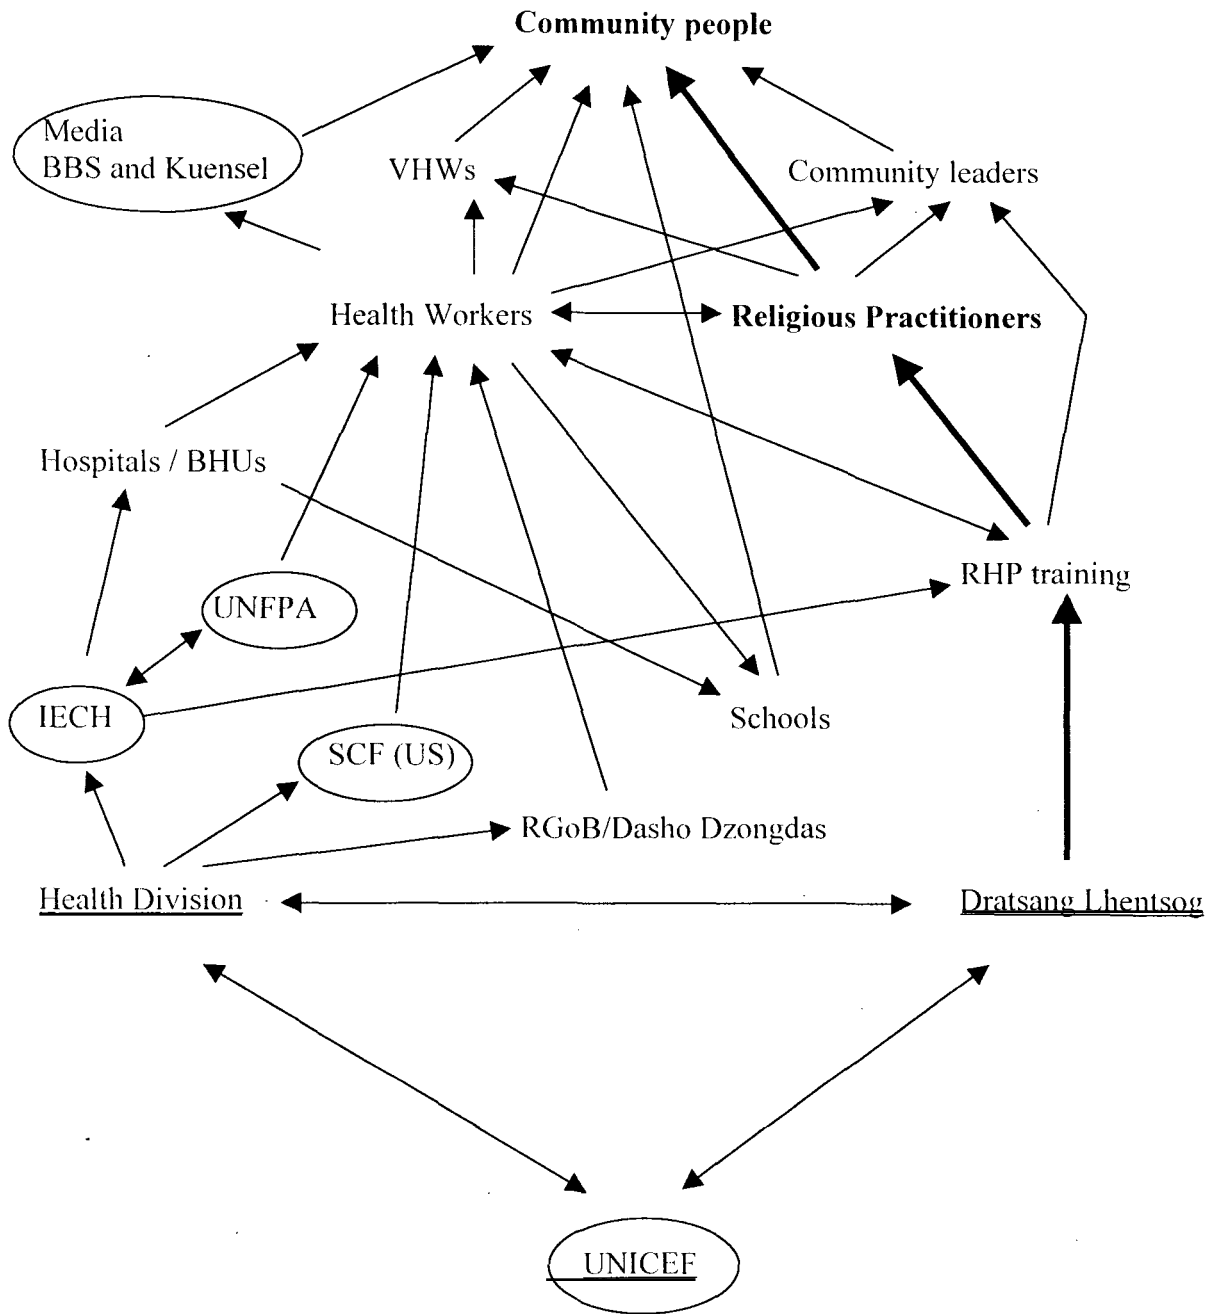 Community people
Media
BBS and Kuensel
VHWs
Community leaders
Health Workers
Religious Practitioners
Hospitals / BHUs
RHP training
UNFPA
IECH
Schools
SCF (US)
RGoB/Dasho Dzongdas
Health Division
Dratsang Lhentsog
UNICEF